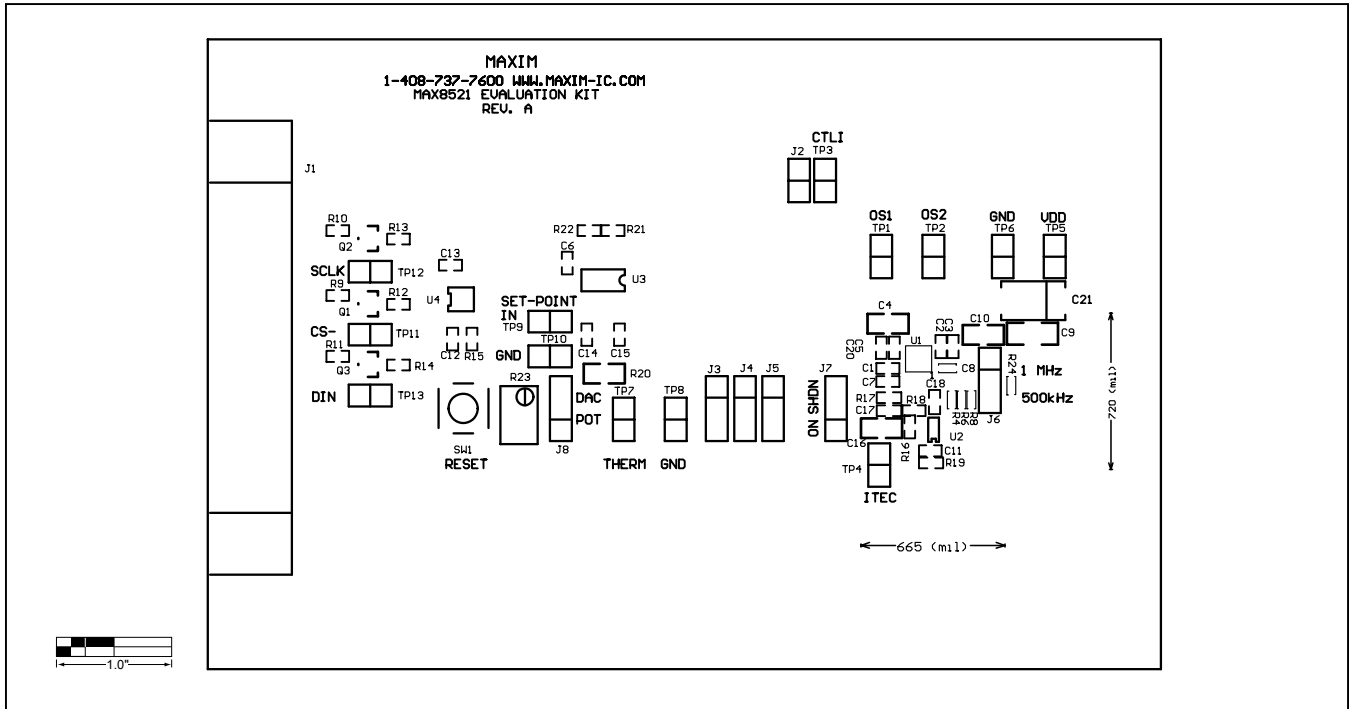 MAXIM
1-408-737-7600 WWW.MAXIM-IC.COM
MAX8521 EVALUATION KIT
REV. A
J1
CTLI
J2 TP3
OS1 OS2 GND VDD
TP1 TP2 TP6 TP5
R10
R13
Q2
SCLK TP12
R9
R12
Q1
CS- TP11
R11
R14
Q3
DIN TP13
C13
U4
C12 R15
R22 R21
C6
U3
SET-POINT
IN
TP9
TP10
GND
C14 C15
R20
R23
DAC
POT
J8
SW1
RESET
TP7
THERM
TP8
GND
J3 J4 J5
J7
ON SHDN
C21
C4
C10
C9
C20
C5
U1
C2
C3
C1
C7
C8
R17
C17
R18
C18
R4
R6
R8
J6
R24
1 MHz
500kHz
C16
R16
U2
C11
R19
TP4
ITEC
720 (mil)
665 (mil)
1.0"